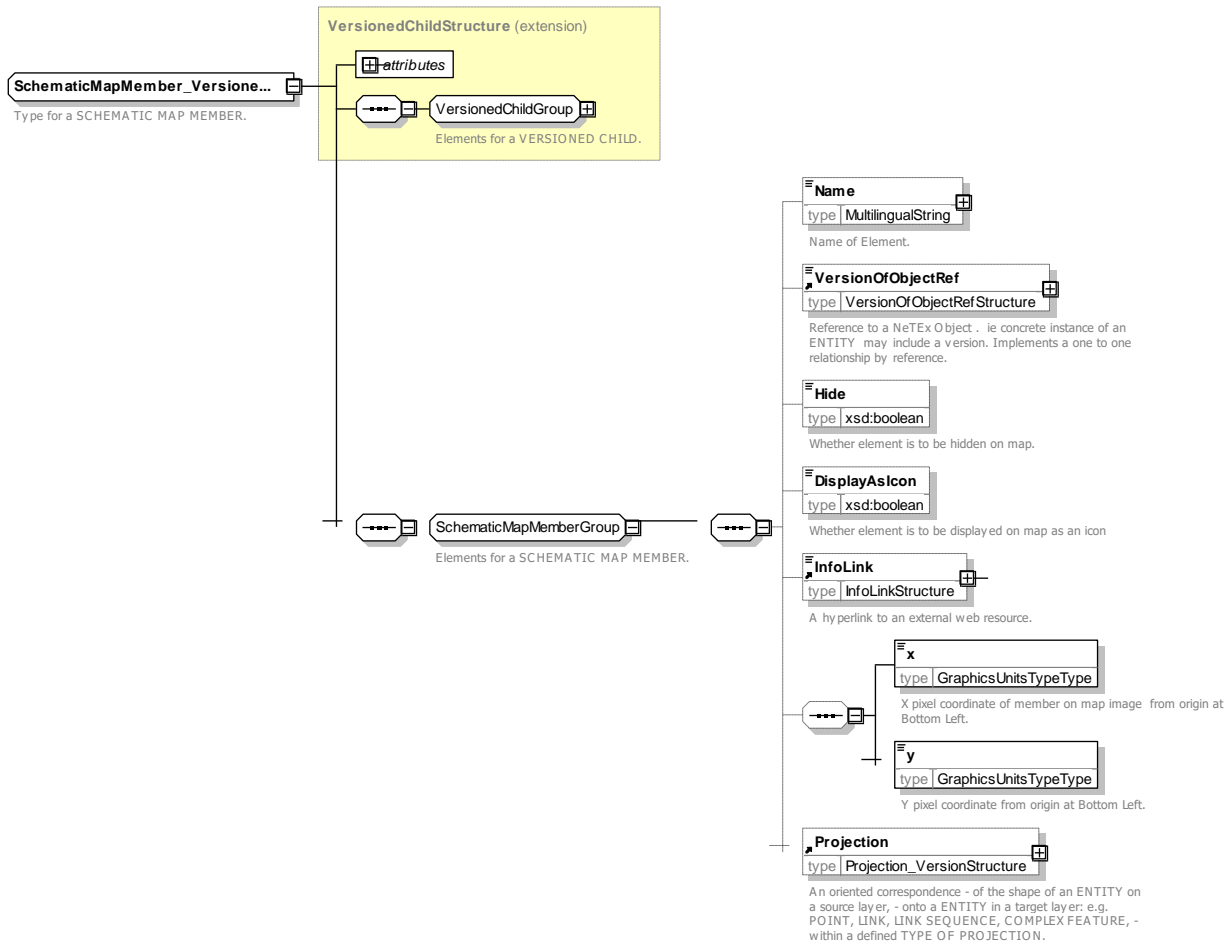 VersionedChildStructure (extension)
attributes
SchematicMapMember_Versione...
Type for a SCHEMATIC MAP MEMBER.
VersionedChildGroup
Elements for a VERSIONED CHILD.
Name
type MultilingualString
Name of Element.
VersionOfObjectRef
type VersionOfObjectRefStructure
Reference to a NeTEx Object . ie concrete instance of an
ENTITY may include a version. Implements a one to one
relationship by reference.
Hide
type xsd:boolean
Whether element is to be hidden on map.
DisplayAsIcon
type xsd:boolean
Whether element is to be displayed on map as an icon
SchematicMapMemberGroup
Elements for a SCHEMATIC MAP MEMBER.
InfoLink
type InfoLinkStructure
A hyperlink to an external web resource.
x
type GraphicsUnitsTypeType
X pixel coordinate of member on map image from origin at
Bottom Left.
y
type GraphicsUnitsTypeType
Y pixel coordinate from origin at Bottom Left.
Projection
type Projection_VersionStructure
An oriented correspondence - of the shape of an ENTITY on
a source layer, - onto a ENTITY in a target layer: e.g.
POINT, LINK, LINK SEQUENCE, COMPLEX FEATURE, -
within a defined TYPE OF PROJECTION.